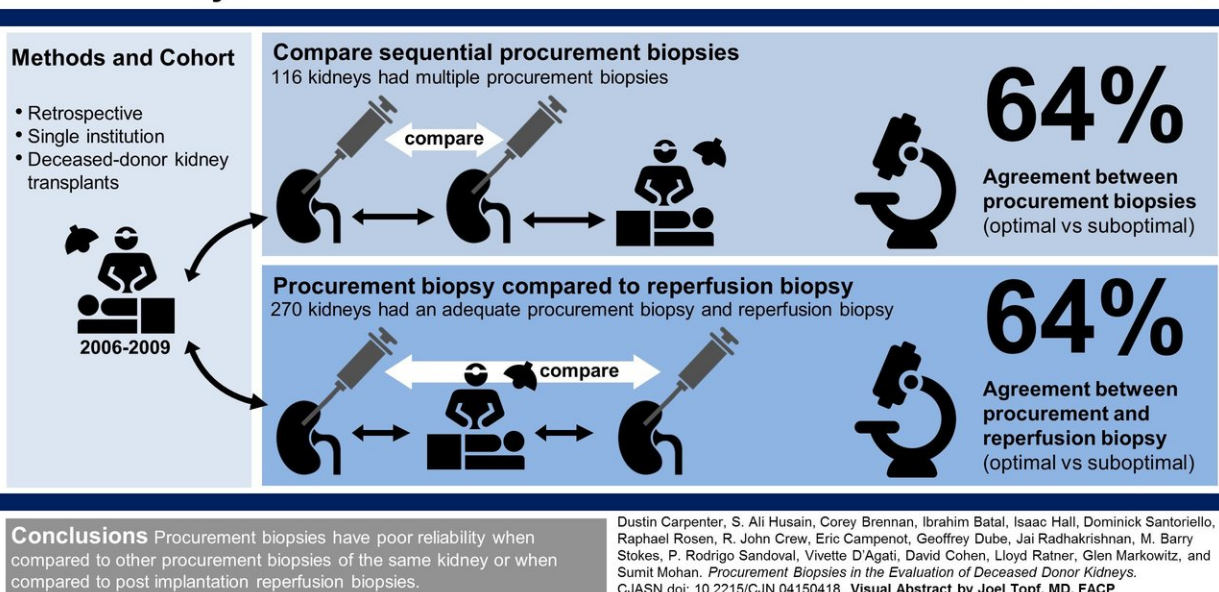 Methods and Cohort
• Retrospective
• Single institution
• Deceased-donor kidney
transplants
2006-2009
Compare sequential procurement biopsies
116 kidneys had multiple procurement biopsies
compare
64%
Agreement between
procurement biopsies
(optimal vs suboptimal)
Procurement biopsy compared to reperfusion biopsy
270 kidneys had an adequate procurement biopsy and reperfusion biopsy
compare
64%
Agreement between
procurement and
reperfusion biopsy
(optimal vs suboptimal)
Conclusions Procurement biopsies have poor reliability when
compared to other procurement biopsies of the same kidney or when
compared to post implantation reperfusion biopsies.
Dustin Carpenter, S. Ali Husain, Corey Brennan, Ibrahim Batal, Isaac Hall, Dominick Santoriello,
Raphael Rosen, R. John Crew, Eric Campenot, Geoffrey Dube, Jai Radhakrishnan, M. Barry
Stokes, P. Rodrigo Sandoval, Vivette D'Agati, David Cohen, Lloyd Ratner, Glen Markowitz, and
Sumit Mohan. Procurement Biopsies in the Evaluation of Deceased Donor Kidneys.
CJASN doi: 10.2215/CJN.04150418. Visual Abstract by Joel Topf, MD, FACP